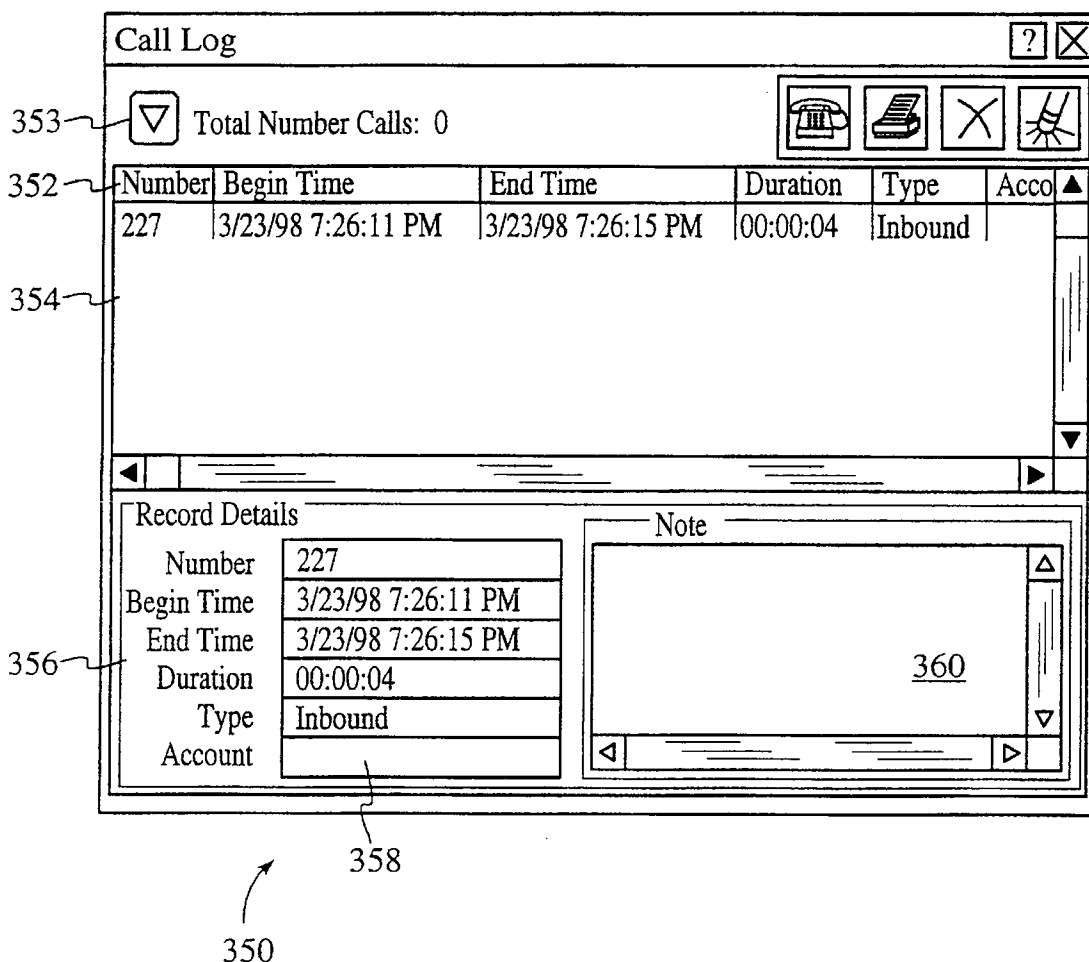 Call Log ?
353 Total Number Calls: 0
352 Number Begin Time End Time Duration Type Acco
227 3/23/98 7:26:11 PM 3/23/98 7:26:15 PM 00:00:04 Inbound
354
Record Details
Number 227
Begin Time 3/23/98 7:26:11 PM
End Time 3/23/98 7:26:15 PM
356 Duration 00:00:04
Type Inbound
Account
Note
360
358
350